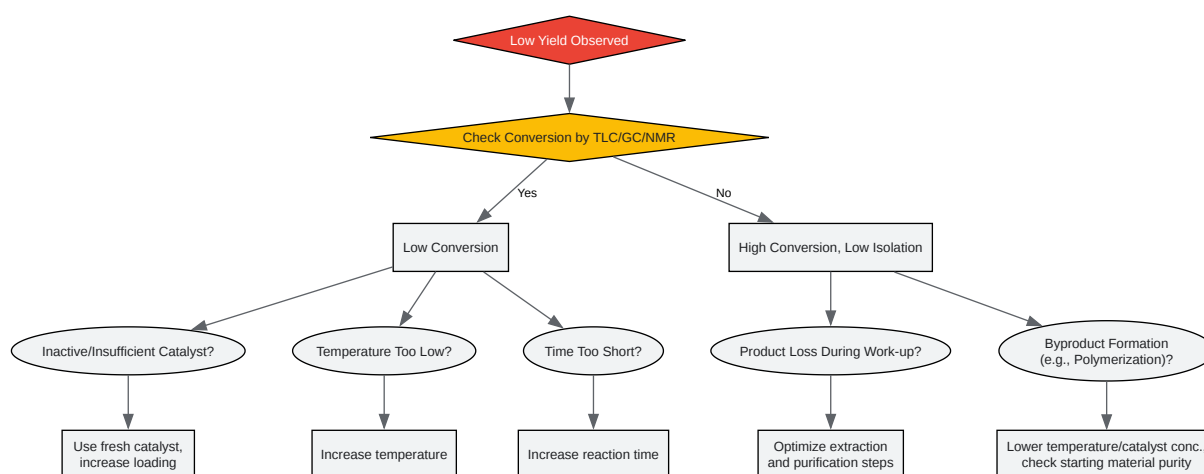 Low Yield Observed
Check Conversion by TLC/GC/NMR
Yes
No
Low Conversion
High Conversion, Low Isolation
Inactive/Insufficient Catalyst?
Temperature Too Low?
Time Too Short?
Product Loss During Work-up?
Byproduct Formation
(e.g., Polymerization)?
Use fresh catalyst,
increase loading
Increase temperature
Increase reaction time
Optimize extraction
and purification steps
Lower temperature/catalyst conc.,
check starting material purity